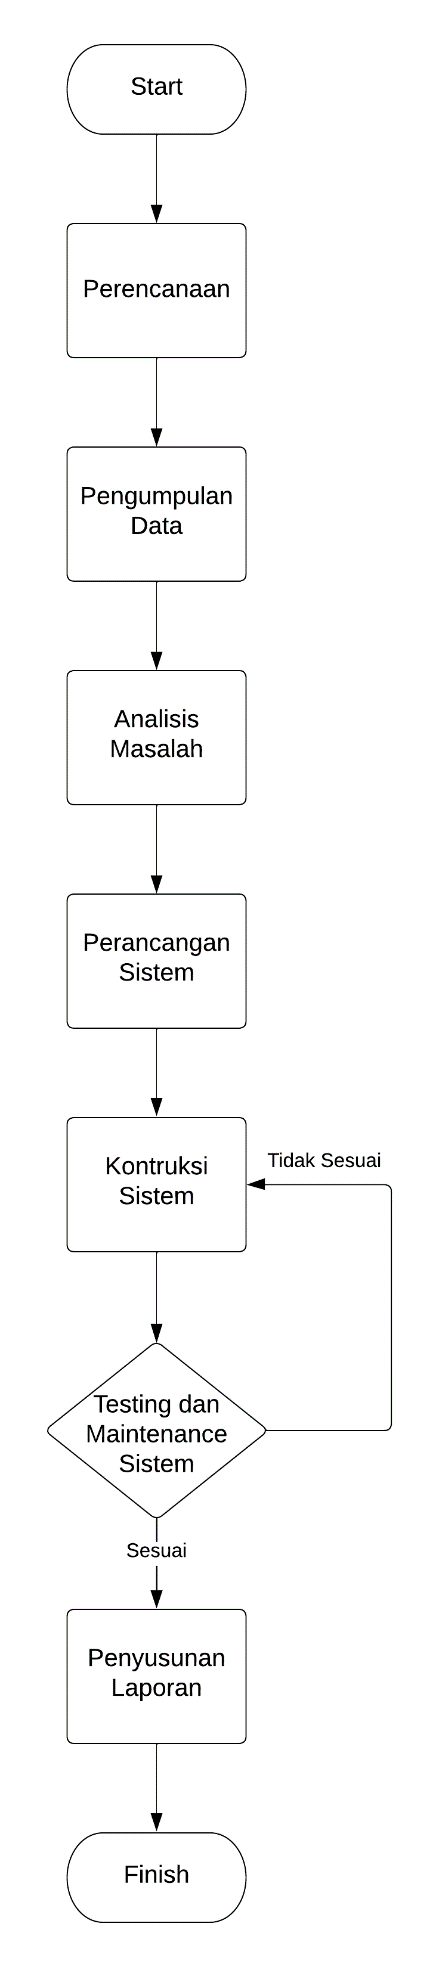 Start
Perencanaan
Pengumpulan
Data
Analisis
Masalah
Perancangan
Sistem
Kontruksi
Sistem
Tidak Sesuai
Testing dan
Maintenance
Sistem
Sesuai
Penyusunan
Laporan
Finish